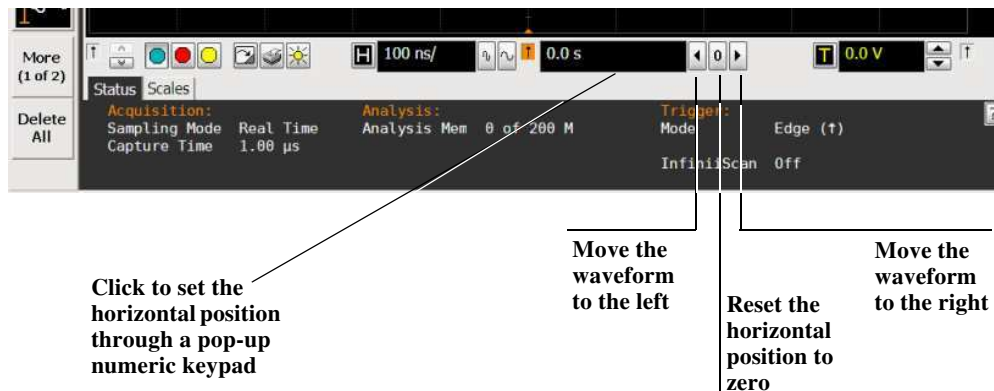 More
(1 of 2)
Delete
All
H 100 ns/
0.0 s
0
T 0.0 V
Status Scales
Acquisition:
Sampling Mode Real Time
Capture Time 1.00 µs
Analysis:
Analysis Mem 0 of 200 M
Trigger:
Mode Edge (↑)
InfiniiScan Off
Click to set the
horizontal position
through a pop-up
numeric keypad
Move the
waveform
to the left
Reset the
horizontal
position to
zero
Move the
waveform
to the right